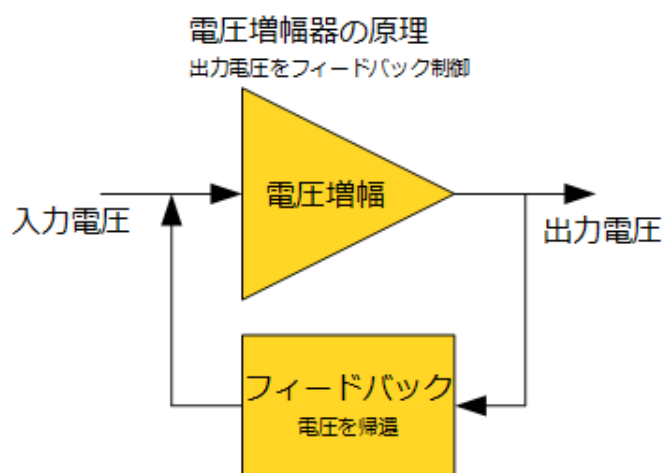 電圧増幅器の原理
出力電圧をフィードバック制御
電圧増幅
入力電圧
出力電圧
フィードバック
電圧を帰還